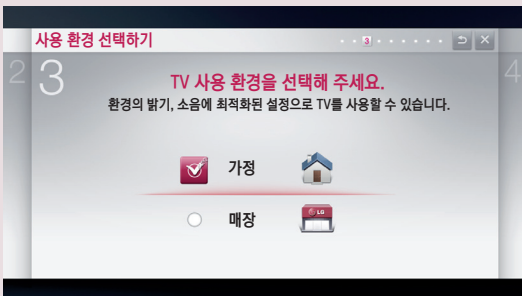 사용 환경 선택하기
3
2
3
4
TV 사용 환경을 선택해 주세요.
환경의 밝기, 소음에 최적화된 설정으로 TV를 사용할 수 있습니다.
가정
매장
LG